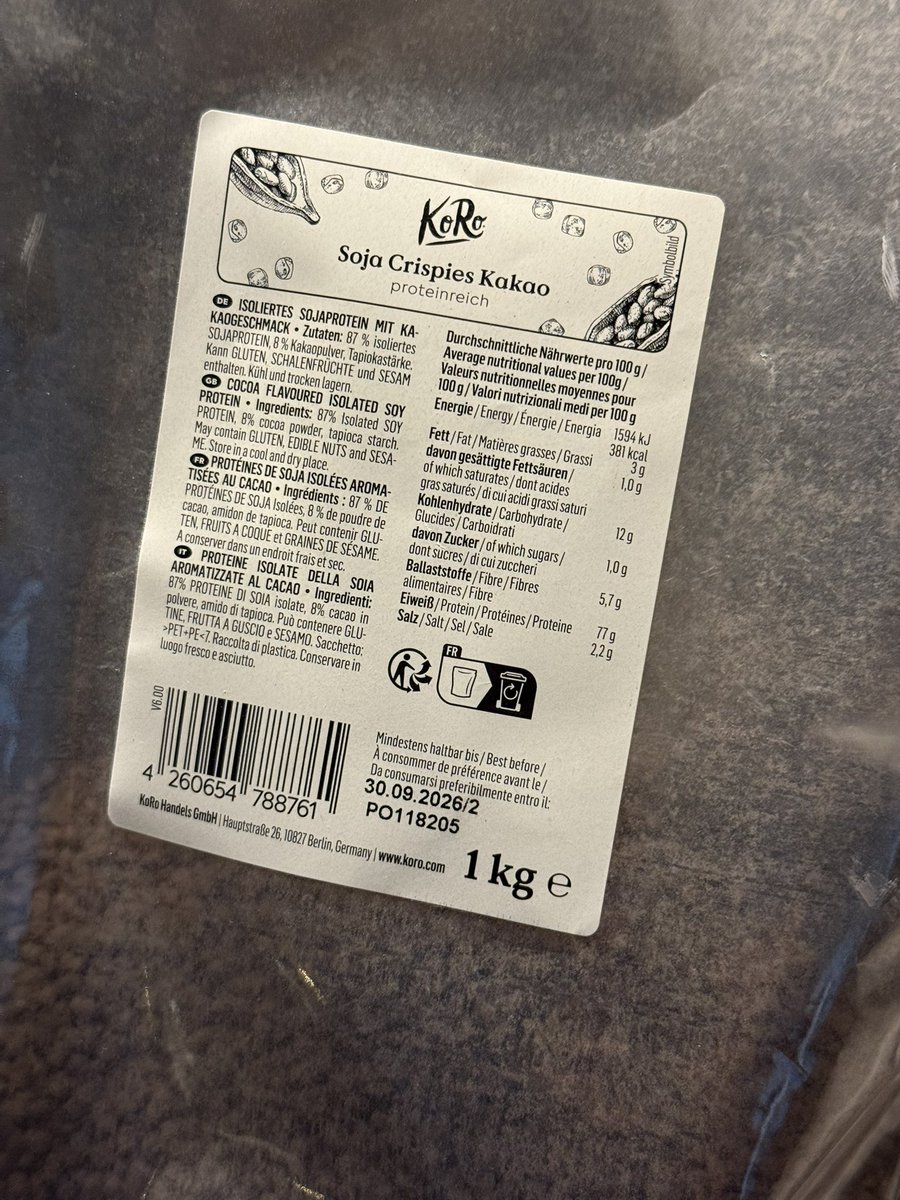 KoRo
Soja Crispies Kakao
proteinreich
Symbolbild
DE ISOLIERTES SOJAPROTEIN MIT KA-
KAOGESCHMACK • Zutaten: 87 % isoliertes
SOJAPROTEIN, 8 % Kakaopulver, Tapiokastärke.
Kann GLUTEN, SCHALENFRÜCHTE und SESAM
enthalten. Kühl und trocken lagern.
GB COCOA FLAVOURED ISOLATED SOY
PROTEIN • Ingredients: 87% Isolated SOY
PROTEIN, 8% cocoa powder, tapioca starch.
May contain GLUTEN, EDIBLE NUTS and SESA-
ME. Store in a cool and dry place.
FR PROTÉINES DE SOJA ISOLÉES AROMA-
TISÉES AU CACAO • Ingrédients : 87 % DE
PROTÉINES DE SOJA Isolées, 8 % de poudre de
cacao, amidon de tapioca. Peut contenir GLU-
TEN, FRUITS A COQUE et GRAINES DE SÉSAME.
A conserver dans un endroit frais et sec.
IT PROTEINE ISOLATE DELLA SOIA
AROMATIZZATE AL CACAO • Ingredienti:
87% PROTEINE DI SOIA isolate, 8% cacao in
polvere, amido di tapioca. Può contenere GLU-
TINE, FRUTTA A GUSCIO e SESAMO. Sacchetto:
>PET+PE<7. Raccolta di plastica. Conservare in
luogo fresco e asciutto.
Durchschnittliche Nährwerte pro 100 g /
Average nutritional values per 100g /
Valeurs nutritionnelles moyennes pour
100 g / Valori nutrizionali medi per 100 g
Energie / Energy / Énergie / Energia 1594 kJ
381 kcal
Fett / Fat / Matières grasses / Grassi 3 g
davon gesättigte Fettsäuren / 1,0 g
of which saturates / dont acides
gras saturés / di cui acidi grassi saturi
Kohlenhydrate / Carbohydrate / 12 g
Glucides / Carboidrati
davon Zucker / of which sugars / 1,0 g
dont sucres / di cui zuccheri
Ballaststoffe / Fibre / Fibres 5,7 g
alimentaires / Fibre
Eiweiß / Protein / Protéines / Proteine 77 g
Salz / Salt / Sel / Sale 2,2 g
FR
V6.00
4 260654 788761
Mindestens haltbar bis / Best before /
À consommer de préférence avant le /
Da consumarsi preferibilmente entro il:
30.09.2026/2
PO118205
KoRo Handels GmbH | Hauptstraße 26, 10827 Berlin, Germany | www.koro.com
1 kg e